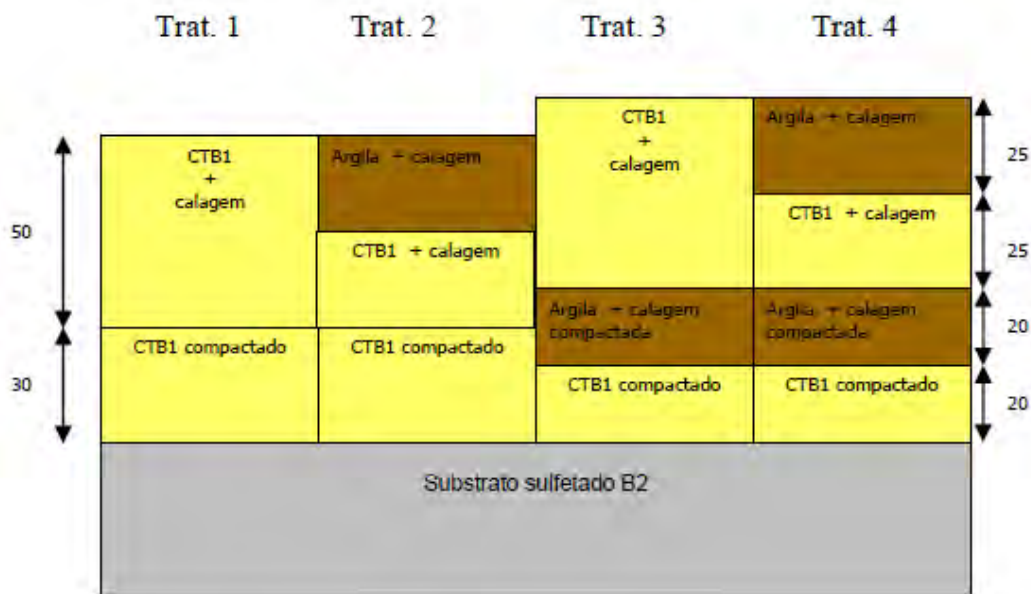 Trat. 1 Trat. 2 Trat. 3 Trat. 4
CTB1
+
calagem
Argila + calagem
CTB1 + calagem
CTB1
+
calagem
Argila + calagem
CTB1 + calagem
50
25
25
Argila + calagem
compactada
Argila + calagem
compactada
20
CTB1 compactado
CTB1 compactado
CTB1 compactado
CTB1 compactado
30
20
Substrato sulfetado B2